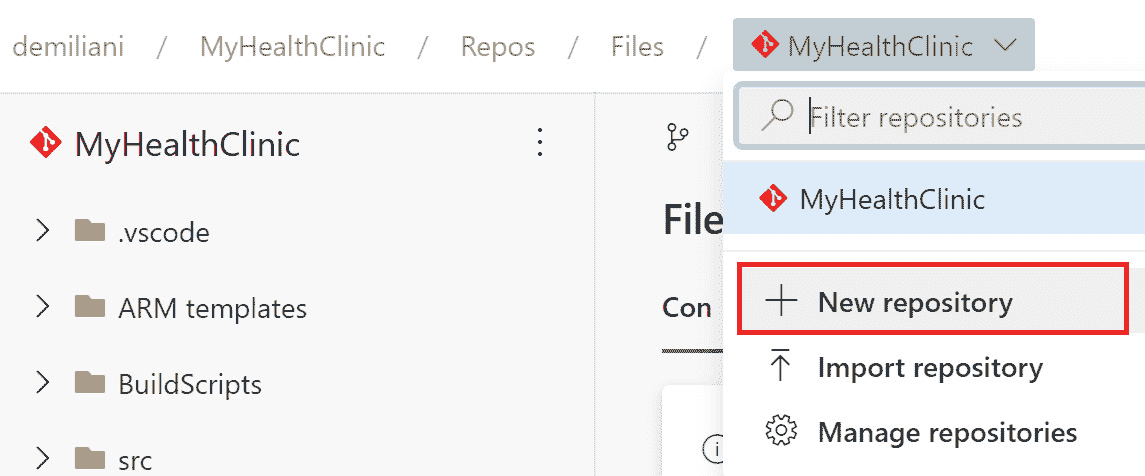 demiliani / MyHealthClinic / Repos / Files / MyHealthClinic
MyHealthClinic
.vscode
ARM templates
BuildScripts
src
File
Con
Filter repositories
MyHealthClinic
New repository
Import repository
Manage repositories